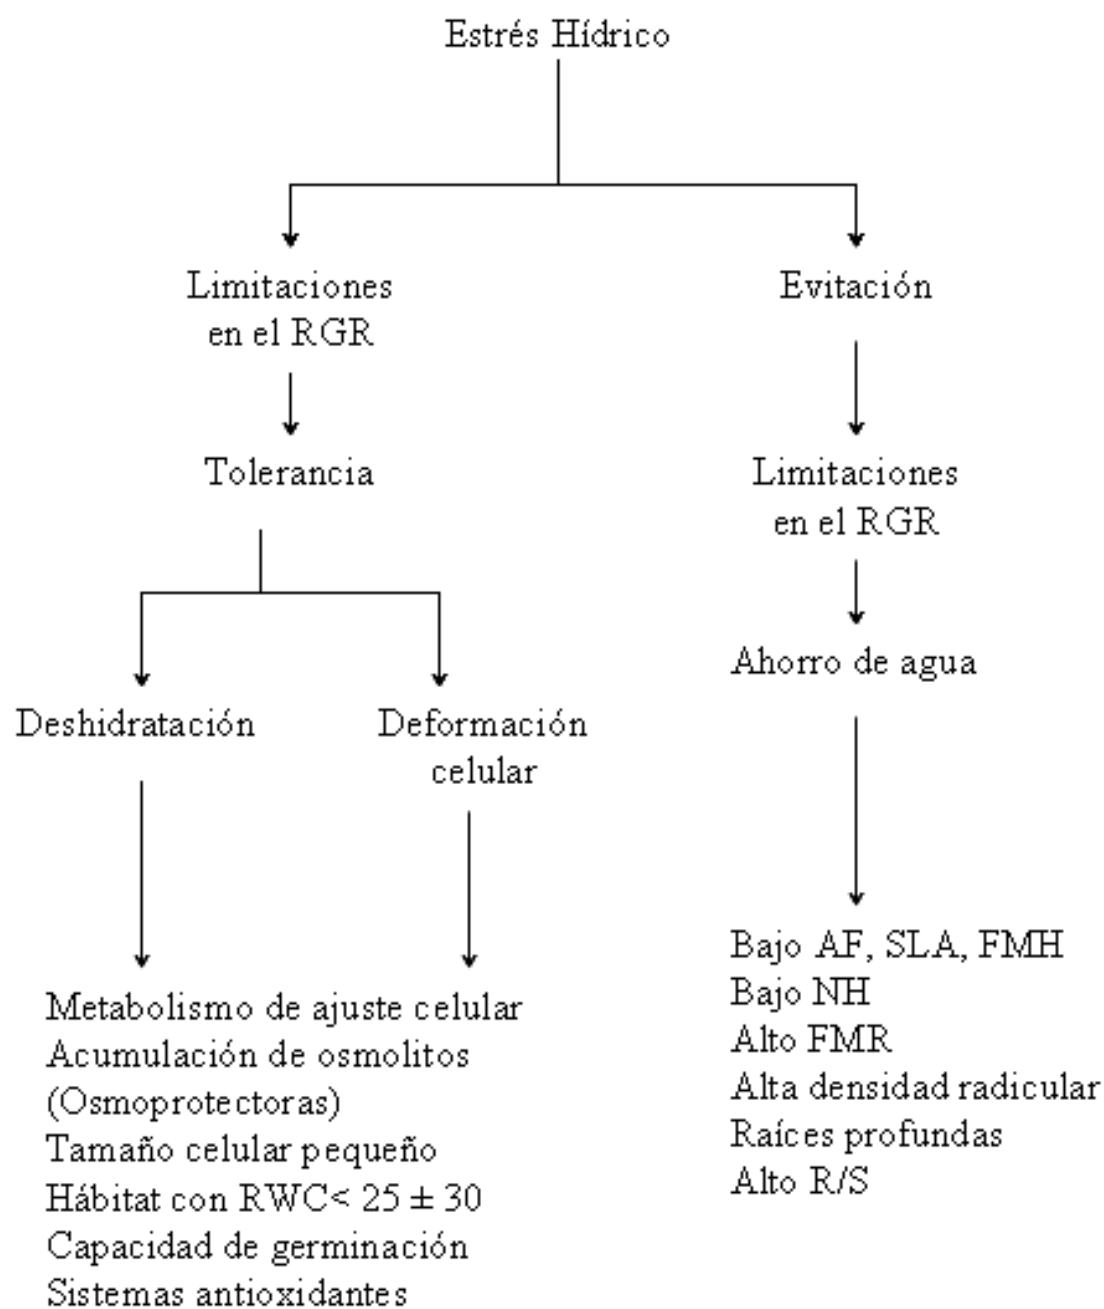 Estrés Hídrico
Limitaciones
en el RGR
Evitación
Tolerancia
Limitaciones
en el RGR
Ahorro de agua
Deshidratación
Deformación
celular
Metabolismo de ajuste celular
Acumulación de osmolitos
(Osmoprotectoras)
Tamaño celular pequeño
Hábitat con RWC< 25 ± 30
Capacidad de germinación
Sistemas antioxidantes
Bajo AF, SLA, FMH
Bajo NH
Alto FMR
Alta densidad radicular
Raíces profundas
Alto R/S